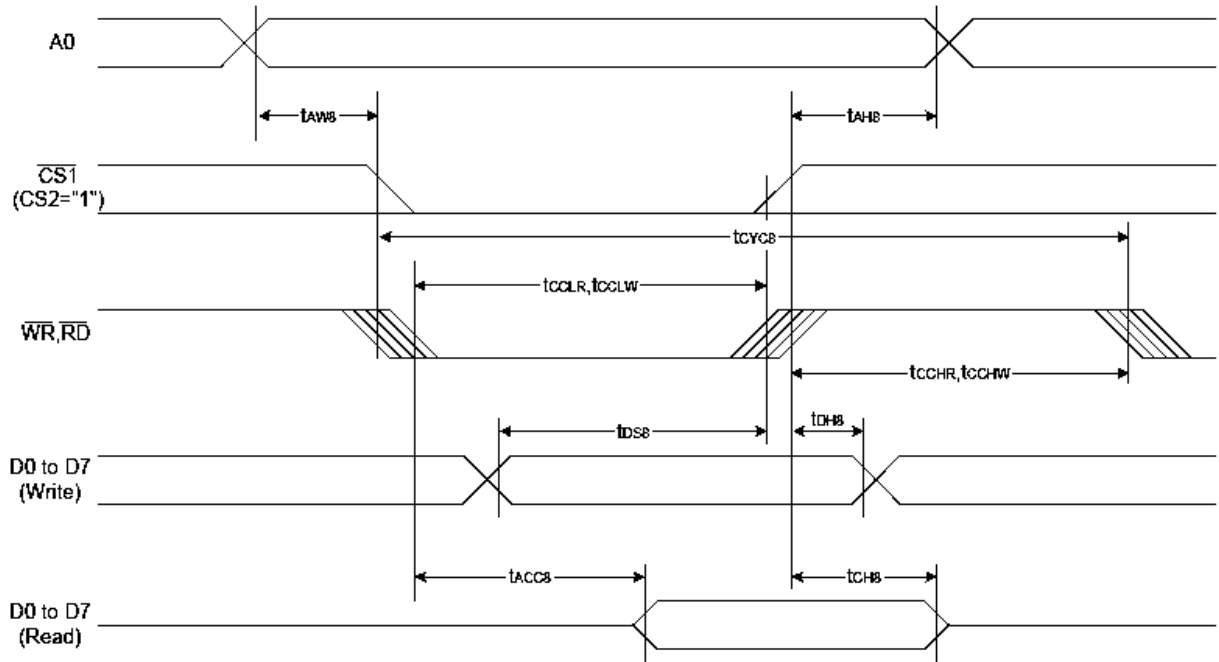 A0
tAW8
tAH8
CS1
(CS2="1")
tCYC8
tCCLR,tCCLW
WR,RD
tCCHR,tCCHW
tDS8
tDH8
D0 to D7
(Write)
tACC8
tCH8
D0 to D7
(Read)